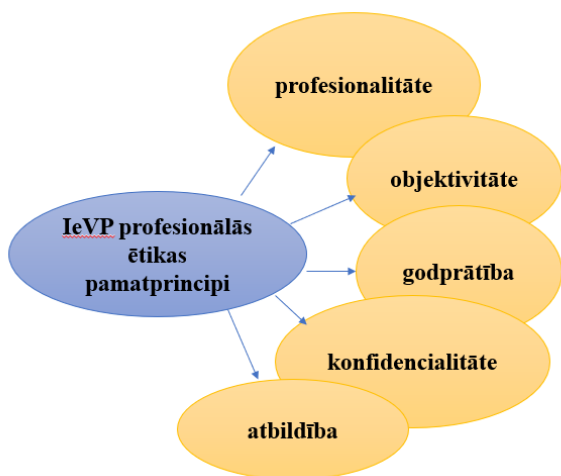 profesionalitāte
objektivitāte
IeVP profesionālās
ētikas
pamatprincipi
godprātība
konfidencialitāte
atbildība